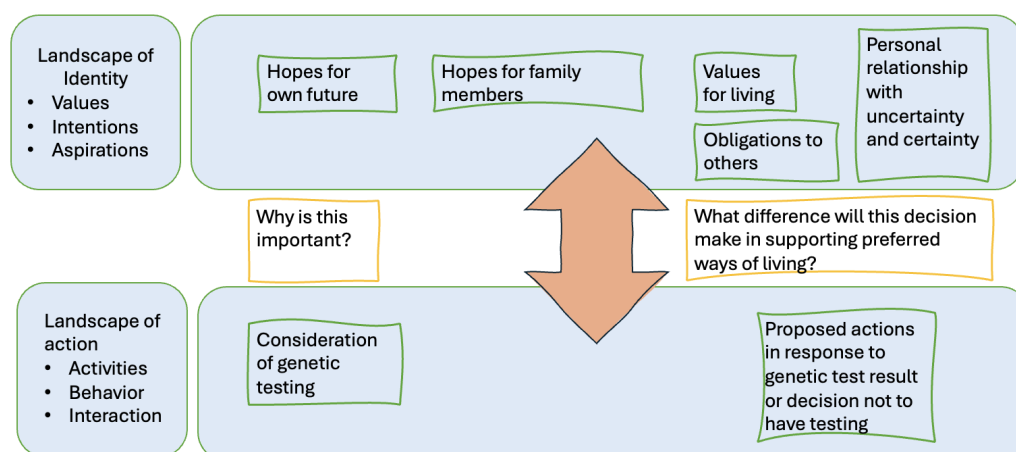 Landscape of
Identity
• Values
• Intentions
• Aspirations
Hopes for
own future
Hopes for family
members
Values
for living
Obligations to
others
Personal
relationship
with
uncertainty
and certainty
Why is this
important?
What difference will this decision
make in supporting preferred
ways of living?
Landscape of
action
• Activities
• Behavior
• Interaction
Consideration
of genetic
testing
Proposed actions
in response to
genetic test result
or decision not to
have testing